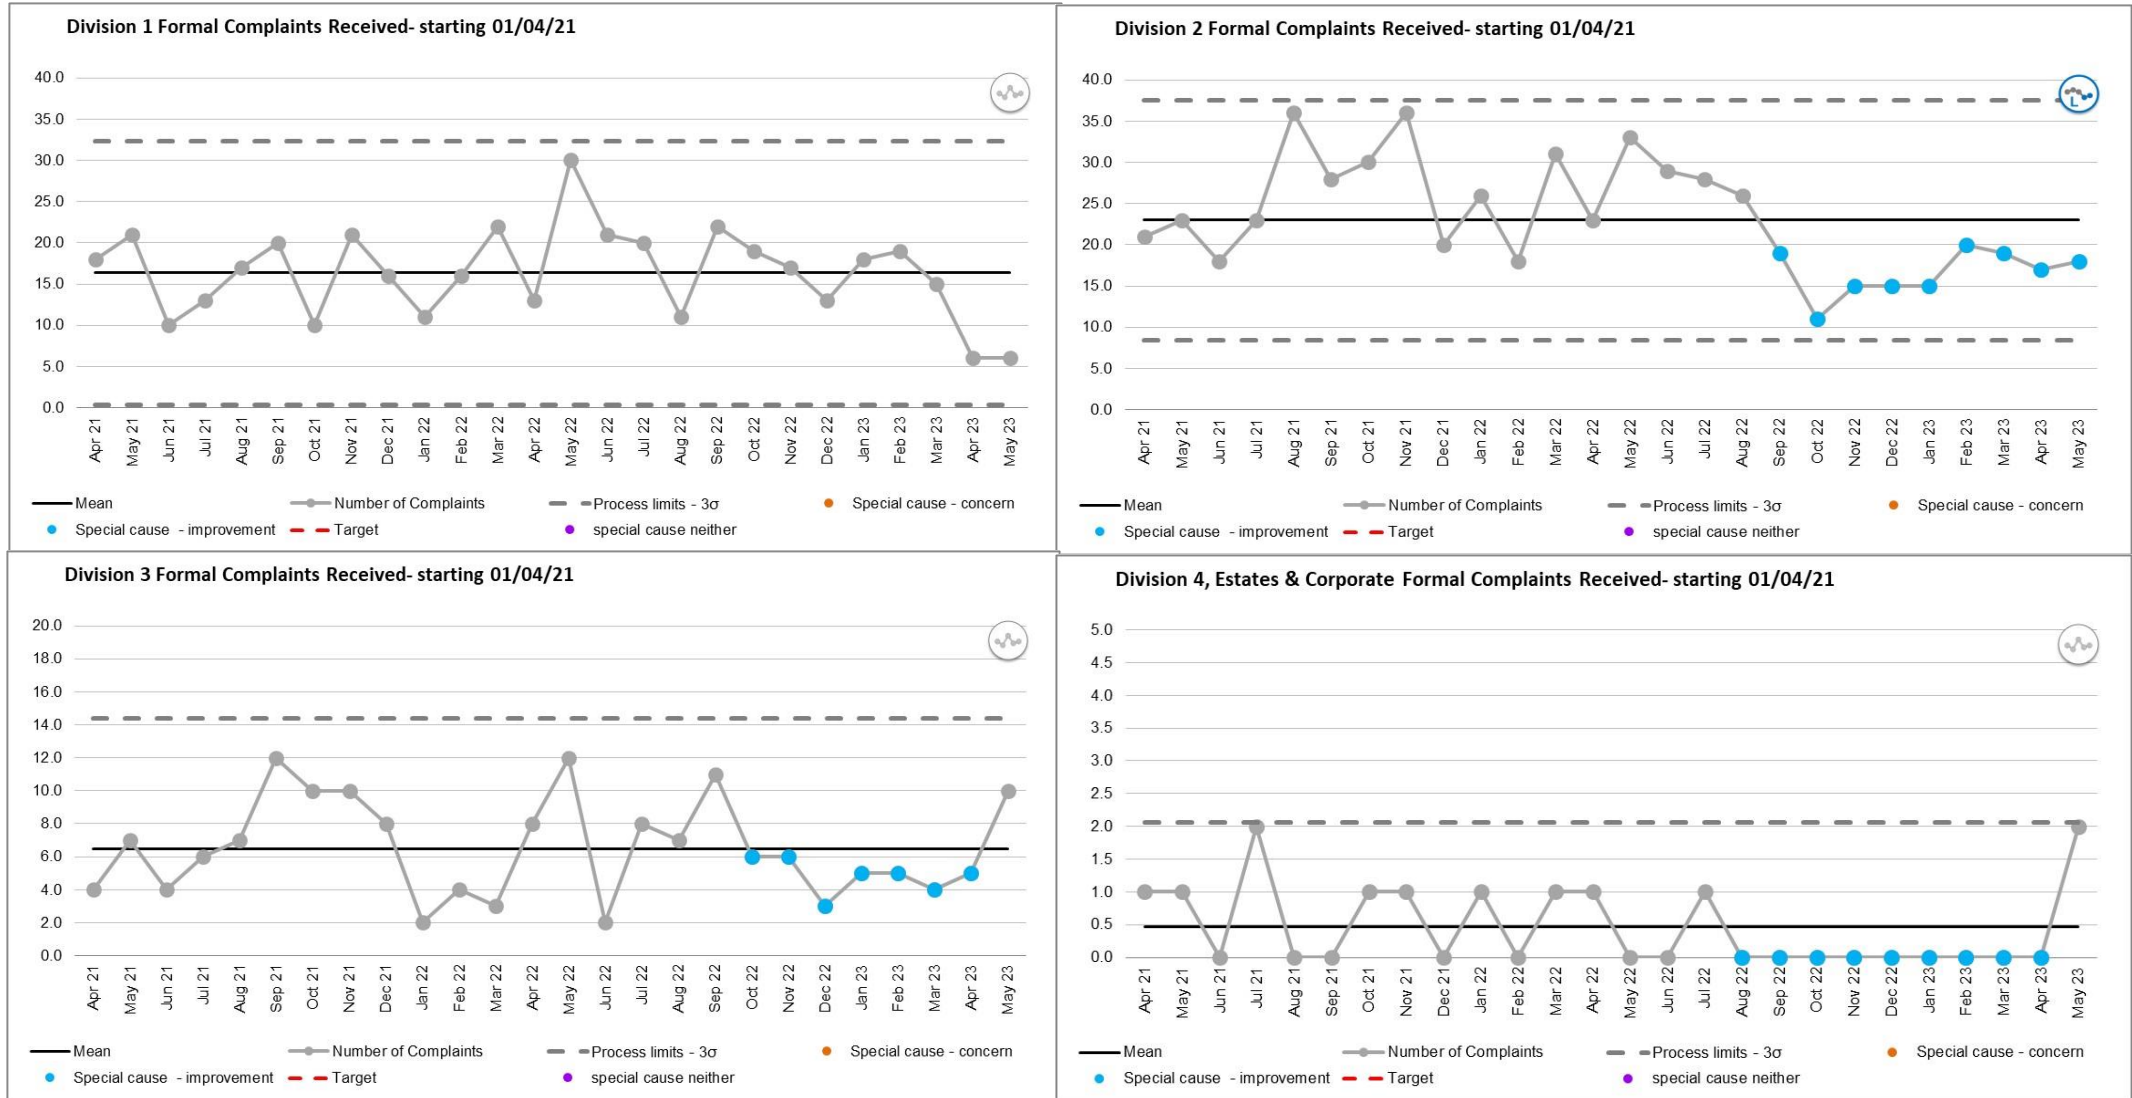 Division 1 Formal Complaints Received- starting 01/04/21
40.0
35.0
30.0
25.0
20.0
15.0
10.0
5.0
0.0
Apr 21 May 21 Jun 21 Jul 21 Aug 21 Sep 21 Oct 21 Nov 21 Dec 21 Jan 22 Feb 22 Mar 22 Apr 22 May 22 Jun 22 Jul 22 Aug 22 Sep 22 Oct 22 Nov 22 Dec 22 Jan 23 Feb 23 Mar 23 Apr 23 May 23
Mean Number of Complaints Process limits - 3σ Special cause - concern
Special cause - improvement Target special cause neither
Division 2 Formal Complaints Received- starting 01/04/21
L
40.0
35.0
30.0
25.0
20.0
15.0
10.0
5.0
0.0
Apr 21 May 21 Jun 21 Jul 21 Aug 21 Sep 21 Oct 21 Nov 21 Dec 21 Jan 22 Feb 22 Mar 22 Apr 22 May 22 Jun 22 Jul 22 Aug 22 Sep 22 Oct 22 Nov 22 Dec 22 Jan 23 Feb 23 Mar 23 Apr 23 May 23
Mean Number of Complaints Process limits - 3σ Special cause - concern
Special cause - improvement Target special cause neither
Division 3 Formal Complaints Received- starting 01/04/21
20.0
18.0
16.0
14.0
12.0
10.0
8.0
6.0
4.0
2.0
0.0
Apr 21 May 21 Jun 21 Jul 21 Aug 21 Sep 21 Oct 21 Nov 21 Dec 21 Jan 22 Feb 22 Mar 22 Apr 22 May 22 Jun 22 Jul 22 Aug 22 Sep 22 Oct 22 Nov 22 Dec 22 Jan 23 Feb 23 Mar 23 Apr 23 May 23
Mean Number of Complaints Process limits - 3σ Special cause - concern
Special cause - improvement Target special cause neither
Division 4, Estates & Corporate Formal Complaints Received- starting 01/04/21
5.0
4.5
4.0
3.5
3.0
2.5
2.0
1.5
1.0
0.5
0.0
Apr 21 May 21 Jun 21 Jul 21 Aug 21 Sep 21 Oct 21 Nov 21 Dec 21 Jan 22 Feb 22 Mar 22 Apr 22 May 22 Jun 22 Jul 22 Aug 22 Sep 22 Oct 22 Nov 22 Dec 22 Jan 23 Feb 23 Mar 23 Apr 23 May 23
Mean Number of Complaints Process limits - 3σ Special cause - concern
Special cause - improvement Target special cause neither